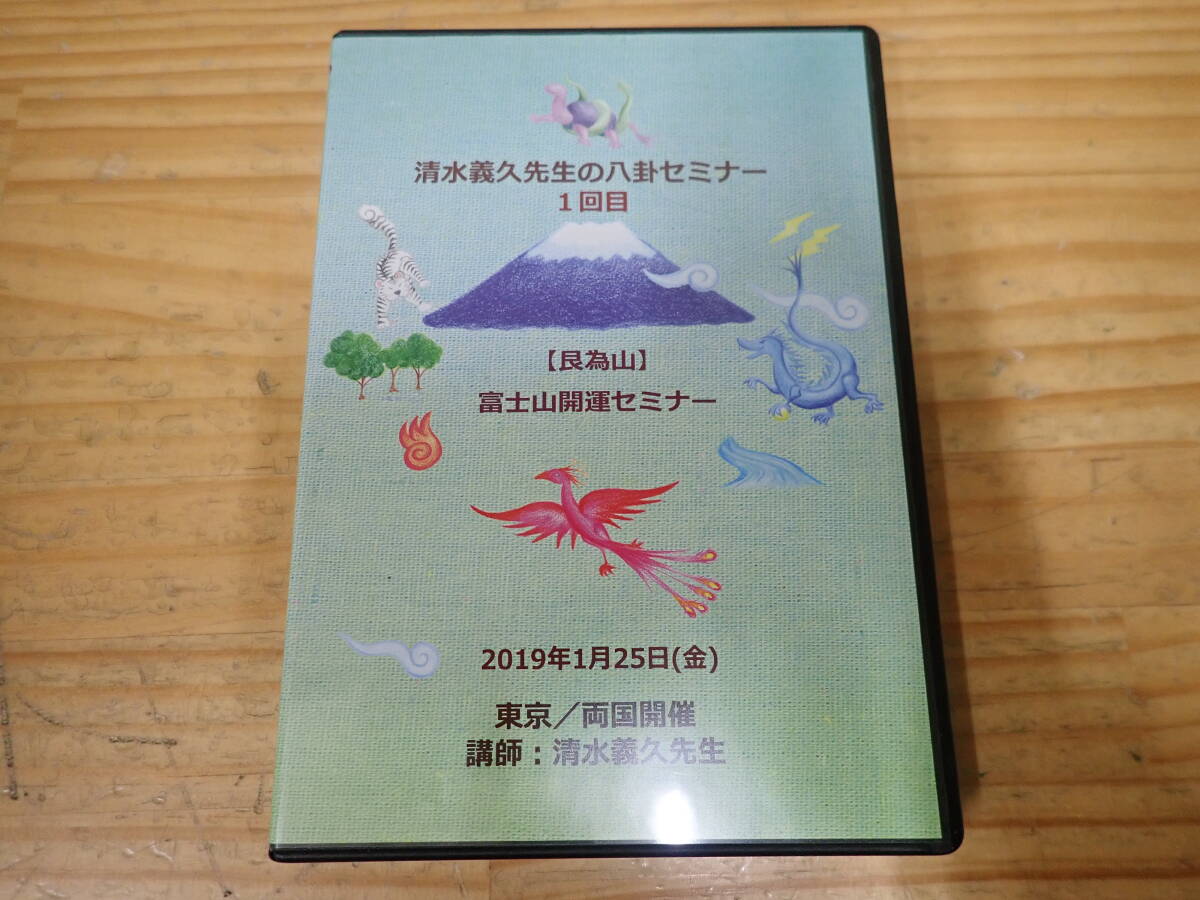 清水義久先生の八卦セミナー
１回目
【艮為山】
富士山開運セミナー
2019年1月25日(金)
東京／両国開催
講師：清水義久先生